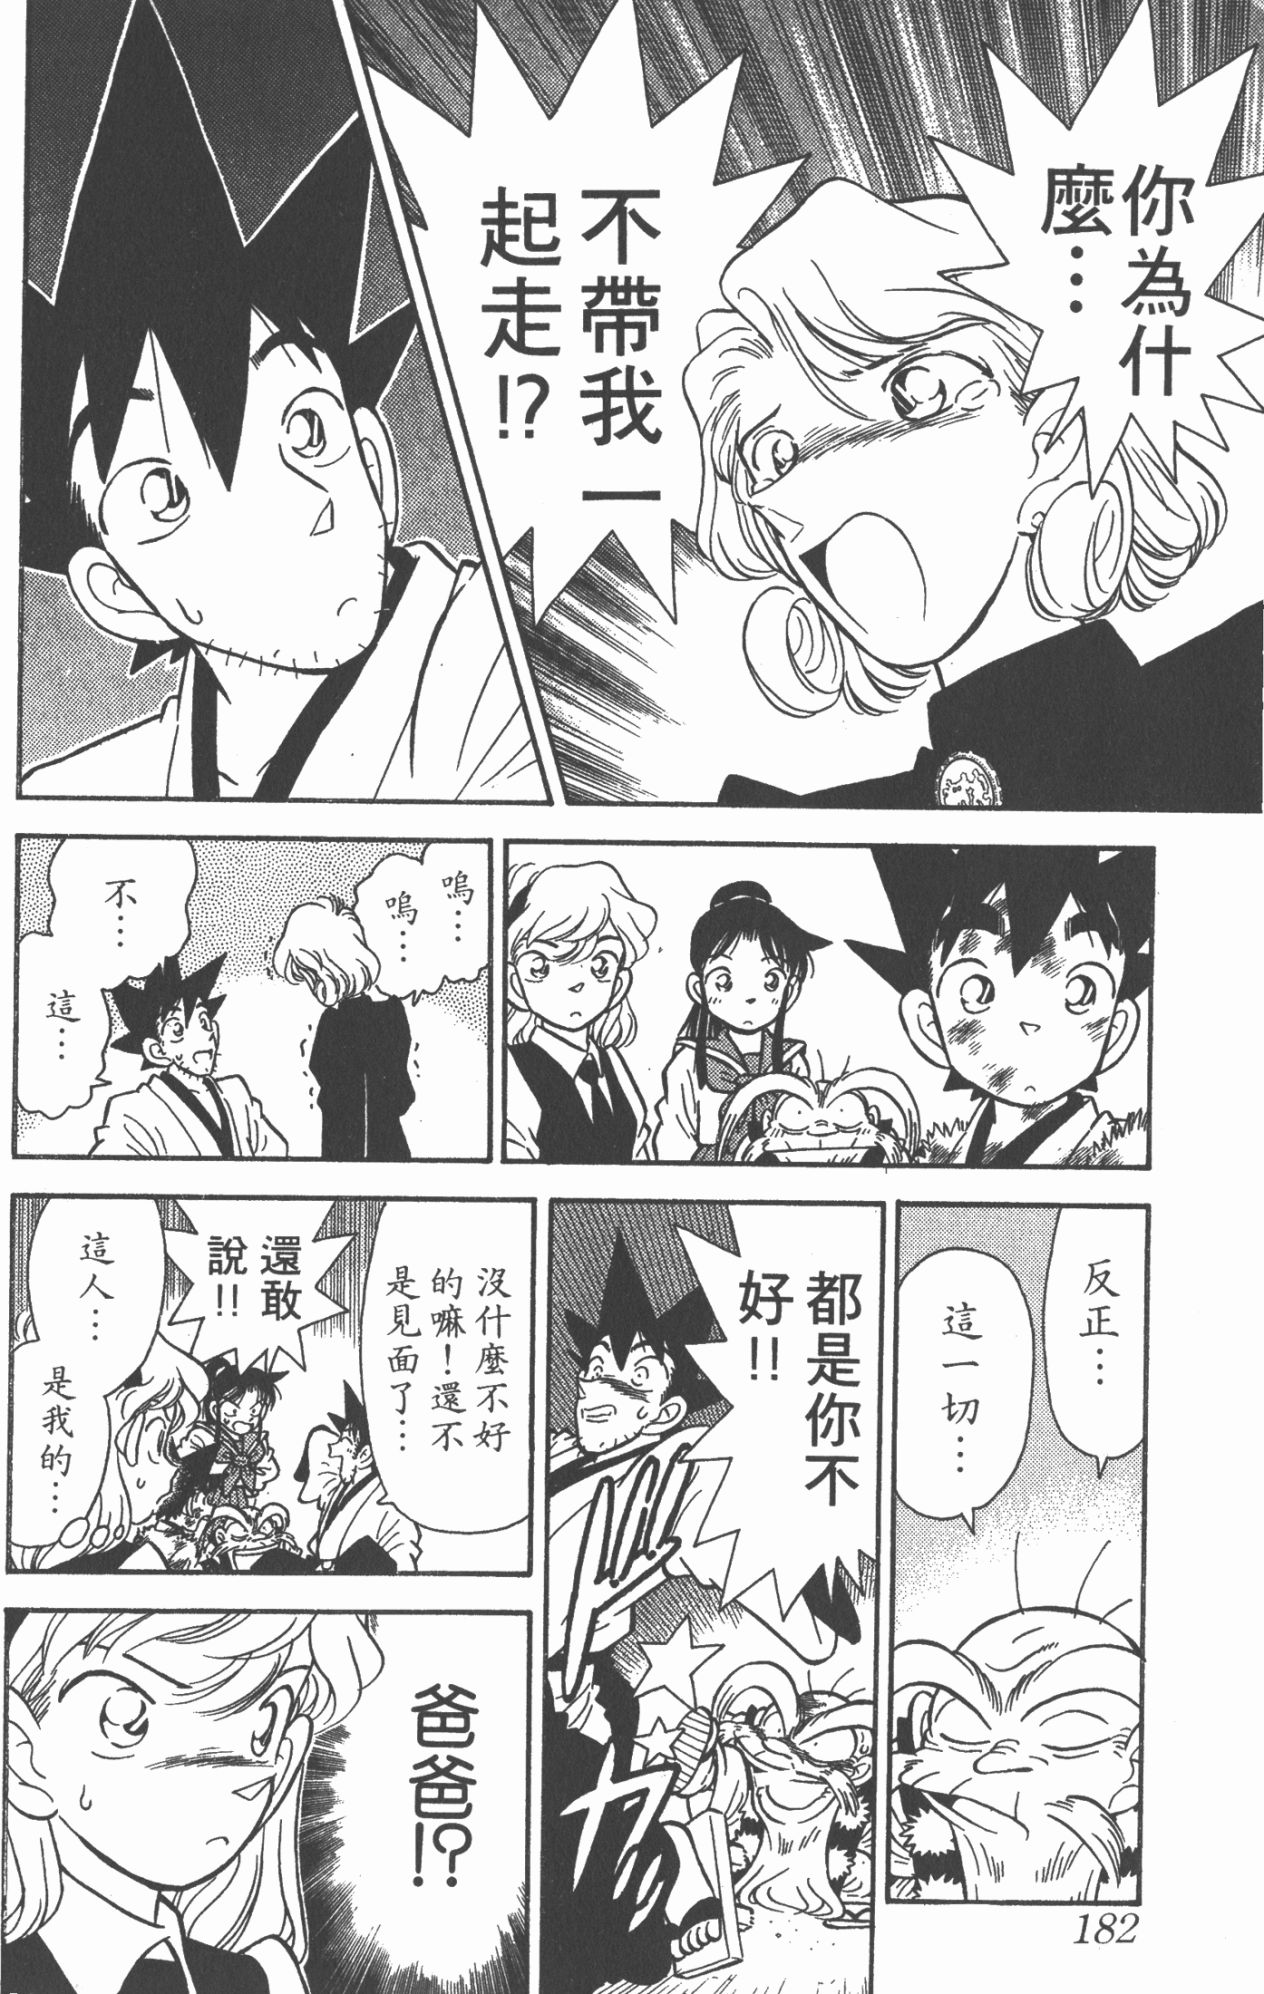 你為什
麼…
不帶我一
起走!?
嗚…
嗚…
不…
這…
反正…
這一切…
都是你不
好!!
ガ
沒什麼不好
的嘛!還不
是見面了…
還敢
說!!
這人…
是我的…
爸爸!?
182